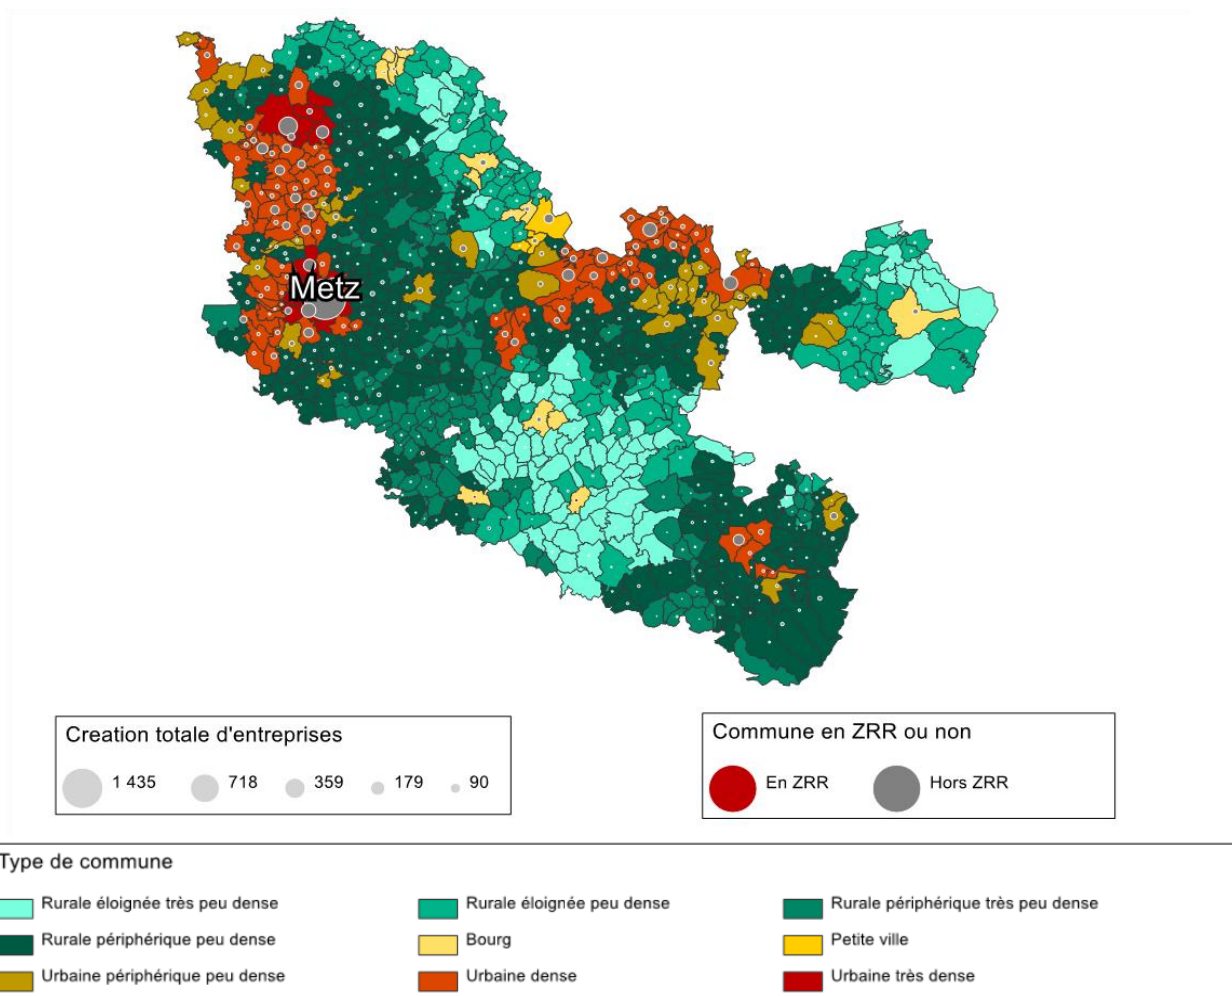 Metz
Creation totale d'entreprises
1 435 718 359 179 90
Commune en ZRR ou non
En ZRR Hors ZRR
Type de commune
Rurale éloignée très peu dense Rurale éloignée peu dense Rurale périphérique très peu dense
Rurale périphérique peu dense Bourg Petite ville
Urbaine périphérique peu dense Urbaine dense Urbaine très dense